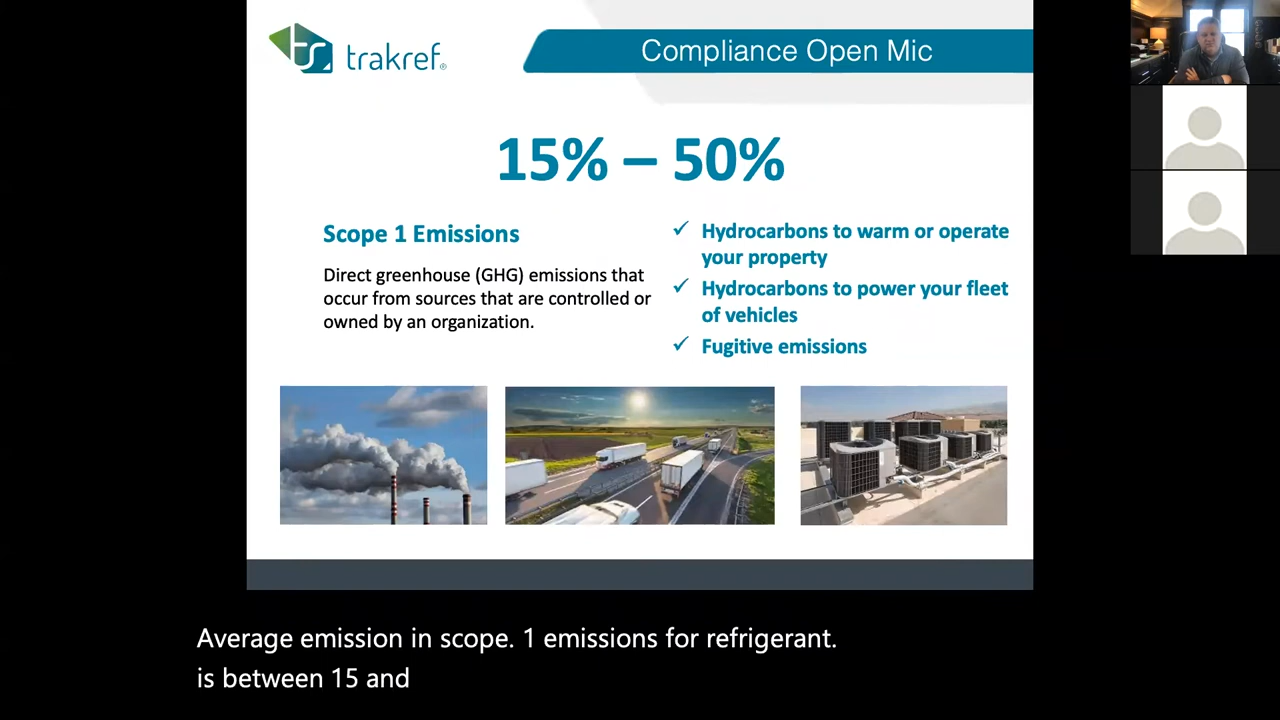 trakref®
Compliance Open Mic
15% – 50%
Scope 1 Emissions
Direct greenhouse (GHG) emissions that
occur from sources that are controlled or
owned by an organization.
✓ Hydrocarbons to warm or operate
your property
✓ Hydrocarbons to power your fleet
of vehicles
✓ Fugitive emissions
Average emission in scope. 1 emissions for refrigerant.
is between 15 and